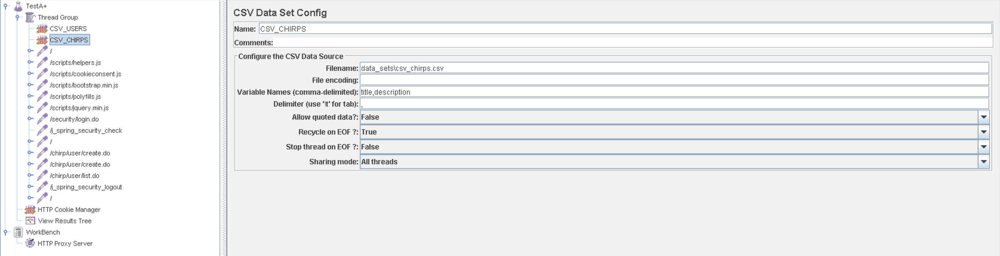 TestA+
Thread Group
CSV_USERS
CSV_CHIRPS
/
/scripts/helpers.js
/scripts/cookieconsent.js
/scripts/bootstrap.min.js
/scripts/polyfills.js
/scripts/jquery.min.js
/security/login.do
/j_spring_security_check
/
/chirp/user/create.do
/chirp/user/create.do
/chirp/user/list.do
/j_spring_security_logout
/
HTTP Cookie Manager
View Results Tree
WorkBench
HTTP Proxy Server
CSV Data Set Config
Name: CSV_CHIRPS
Comments:
Configure the CSV Data Source
Filename: data_sets\csv_chirps.csv
File encoding:
Variable Names (comma-delimited): title,description
Delimiter (use '\t' for tab): ,
Allow quoted data?: False
Recycle on EOF ?: True
Stop thread on EOF ?: False
Sharing mode: All threads